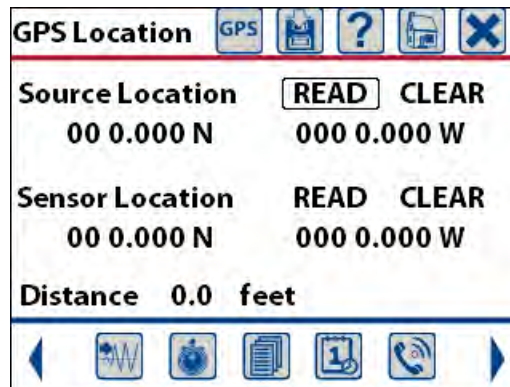 GPS Location GPS ?
Source Location READ CLEAR
00 0.000 N 000 0.000 W
Sensor Location READ CLEAR
00 0.000 N 000 0.000 W
Distance 0.0 feet
1